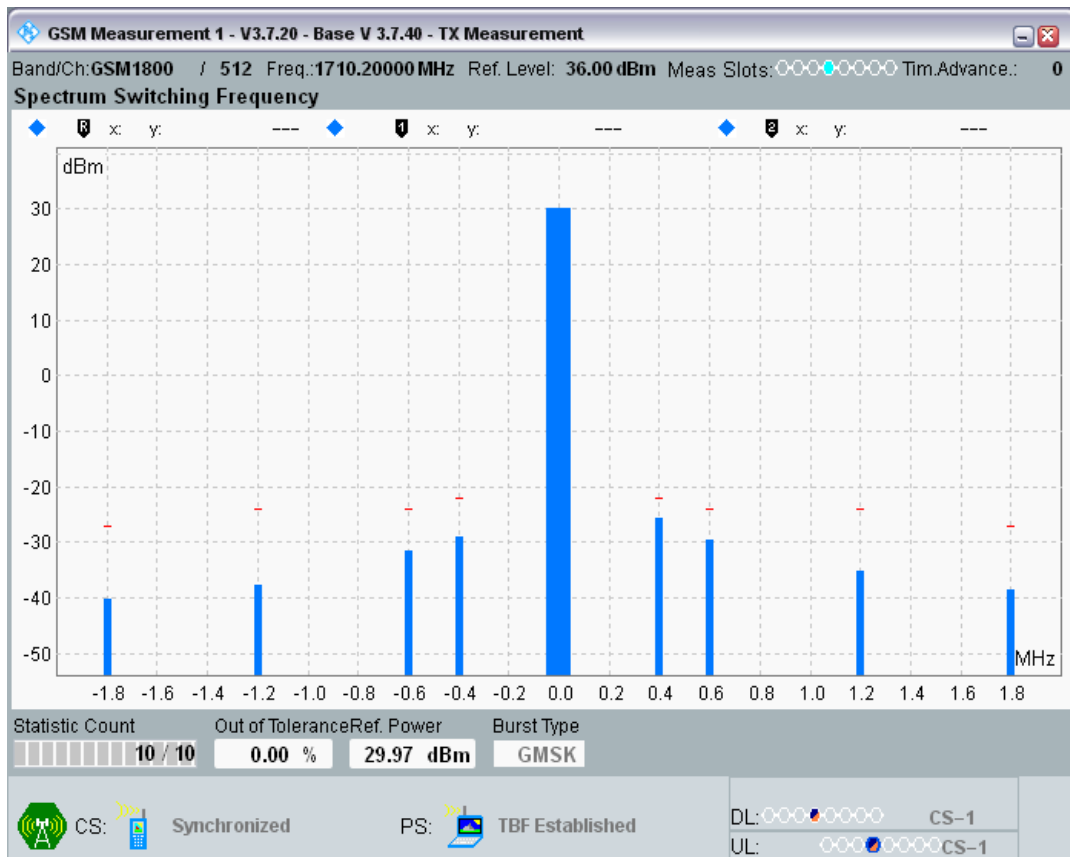 GSM Measurement 1 - V3.7.20 - Base V 3.7.40 - TX Measurement
Band/Ch:GSM1800 / 512 Freq.:1710.20000 MHz Ref. Level: 36.00 dBm Meas Slots: Tim.Advance.: 0
Spectrum Switching Frequency
R x: y: --- 1 x: y: --- 2 x: y: ---
dBm
30
20
10
0
-10
-20
-30
-40
-50
MHz
-1.8 -1.6 -1.4 -1.2 -1.0 -0.8 -0.6 -0.4 -0.2 0.0 0.2 0.4 0.6 0.8 1.0 1.2 1.4 1.6 1.8
Statistic Count Out of Tolerance Ref. Power Burst Type
10 / 10 0.00 % 29.97 dBm GMSK
CS: Synchronized PS: TBF Established
DL: CS-1
UL: CS-1